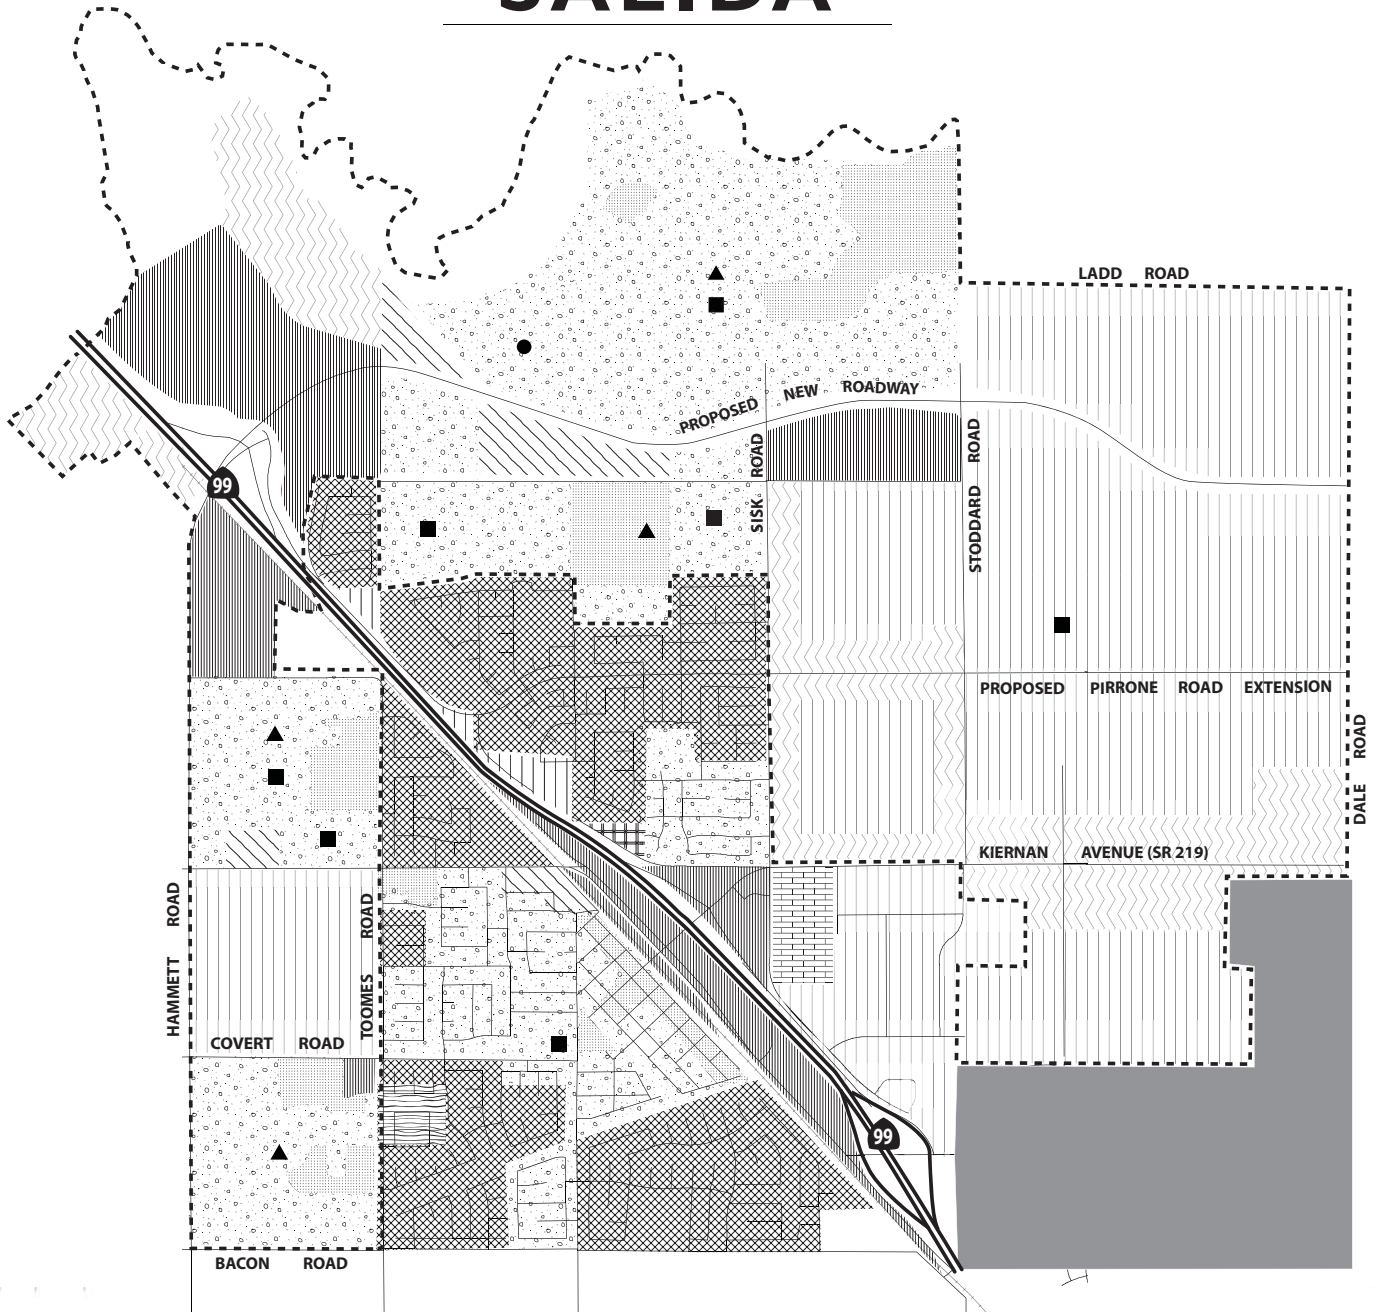 SALIDA
LADD ROAD
PROPOSED NEW ROADWAY
SISK ROAD
STODDARD ROAD
99
PROPOSED PIRRONE ROAD EXTENSION
DALE ROAD
KIERNAN AVENUE (SR 219)
HAMMETT ROAD
TOOMES ROAD
COVERT ROAD
99
BACON ROAD